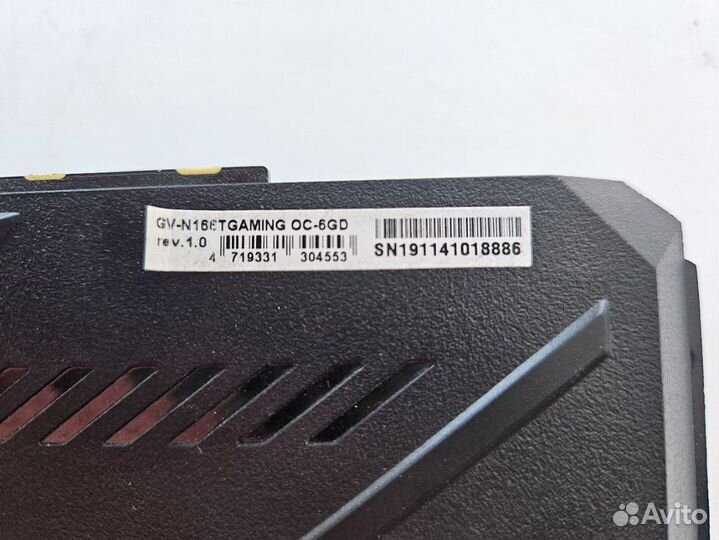 GV-N166TGAMING OC-6GD
rev.1.0
4 719331 304553
SN191141018886
Avito